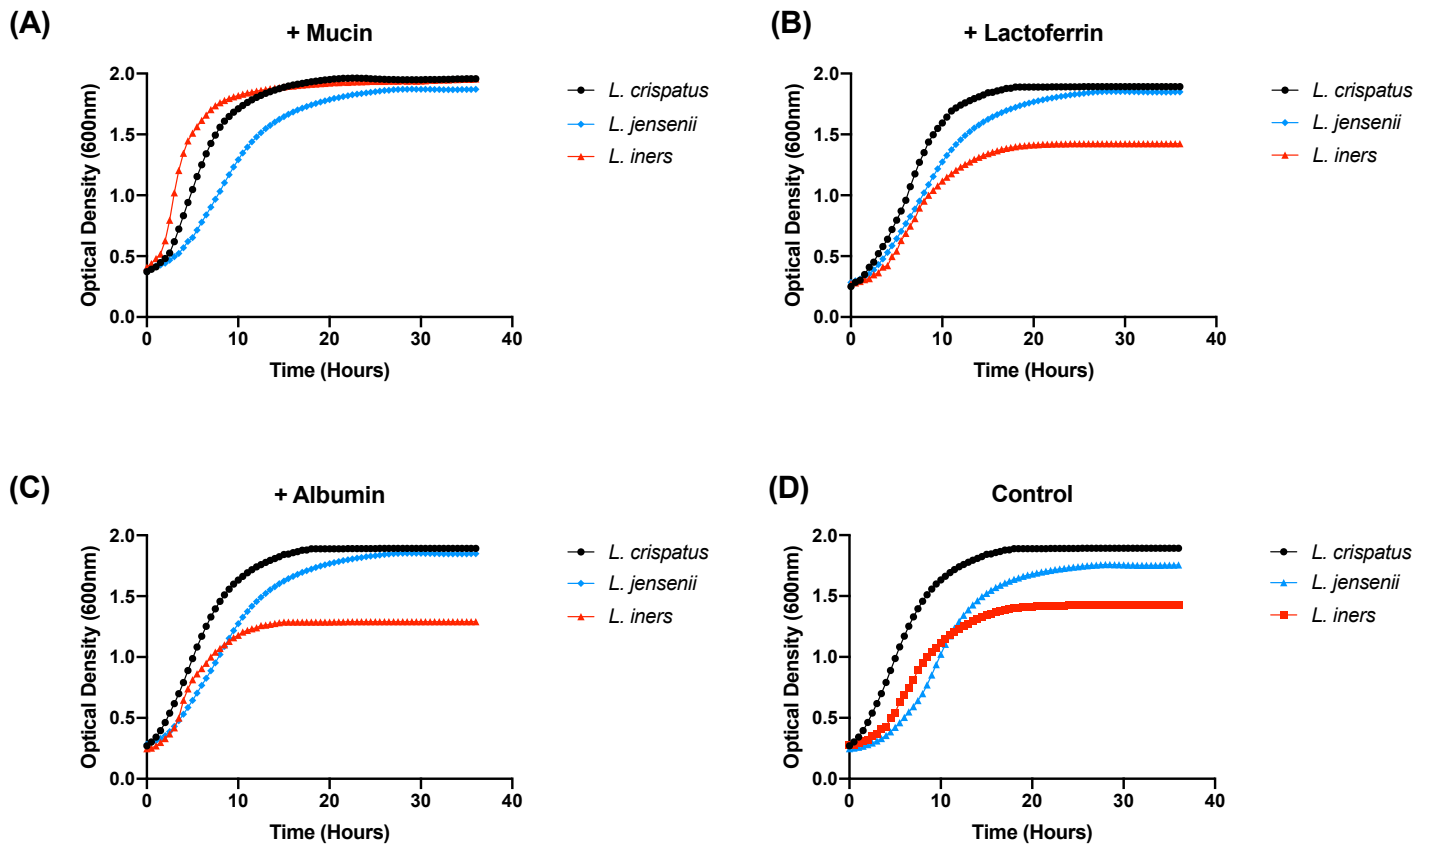 (A)
+ Mucin
Optical Density (600nm)
2.0
1.5
1.0
0.5
0.0
0 10 20 30 40
Time (Hours)
L. crispatus
L. jensenii
L. iners
(B)
+ Lactoferrin
Optical Density (600nm)
2.0
1.5
1.0
0.5
0.0
0 10 20 30 40
Time (Hours)
L. crispatus
L. jensenii
L. iners
(C)
+ Albumin
Optical Density (600nm)
2.0
1.5
1.0
0.5
0.0
0 10 20 30 40
Time (Hours)
L. crispatus
L. jensenii
L. iners
(D)
Control
Optical Density (600nm)
2.0
1.5
1.0
0.5
0.0
0 10 20 30 40
Time (Hours)
L. crispatus
L. jensenii
L. iners